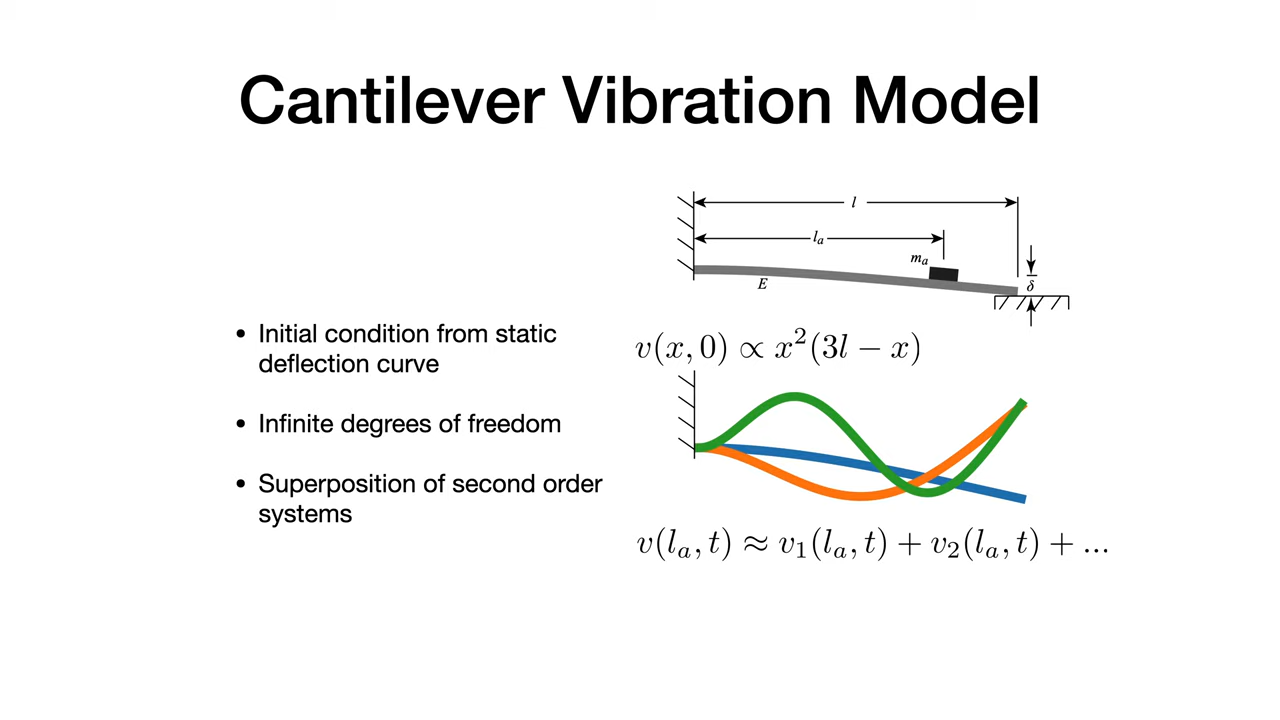 Cantilever Vibration Model
l
l_a
m_a
E
δ
• Initial condition from static
deflection curve
v(x, 0) ∝ x²(3l − x)
• Infinite degrees of freedom
• Superposition of second order
systems
v(l_a, t) ≈ v₁(l_a, t) + v₂(l_a, t) + ...